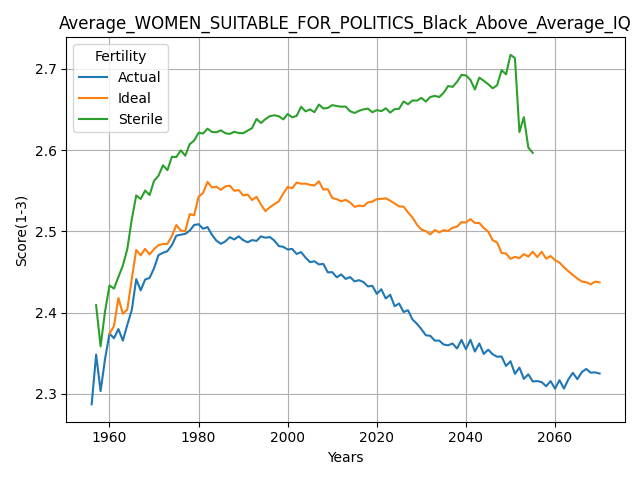 Average_WOMEN_SUITABLE_FOR_POLITICS_Black_Above_Average_IQ
Fertility
Actual
Ideal
Sterile
2.7
2.6
2.5
2.4
2.3
Score(1-3)
1960
1980
2000
2020
2040
2060
Years